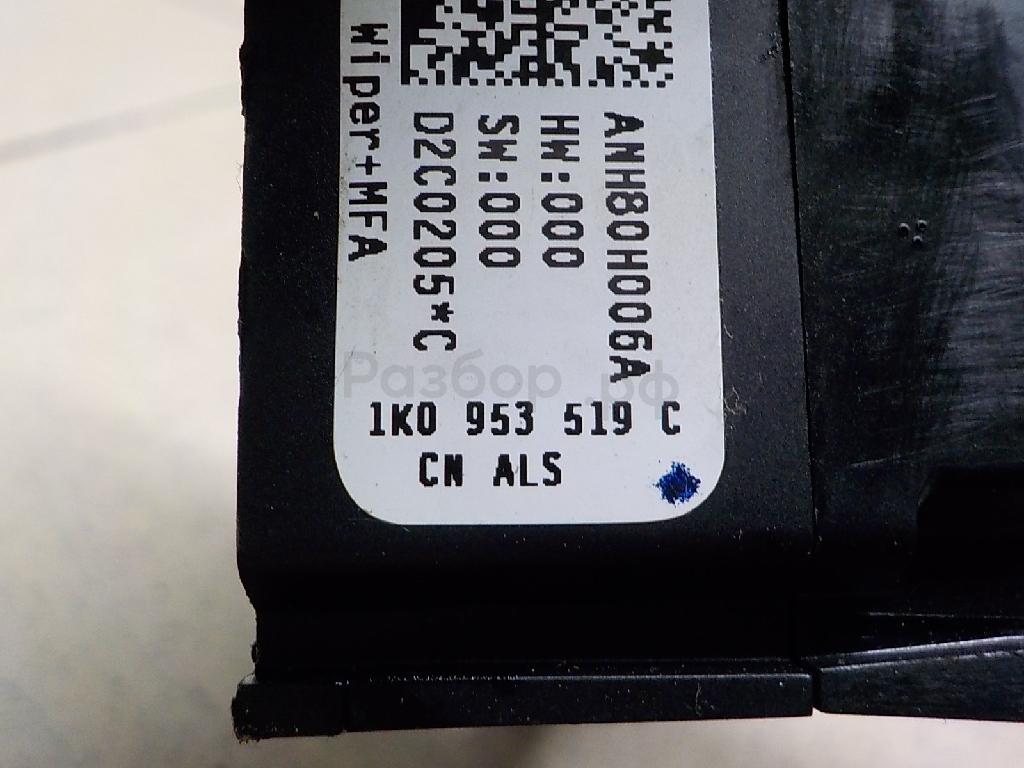 ANH80H006A
HW:000
SW:000
D2C0205*C
Wiper+MFA
1K0 953 519 C
CN ALS
Разбор.рф